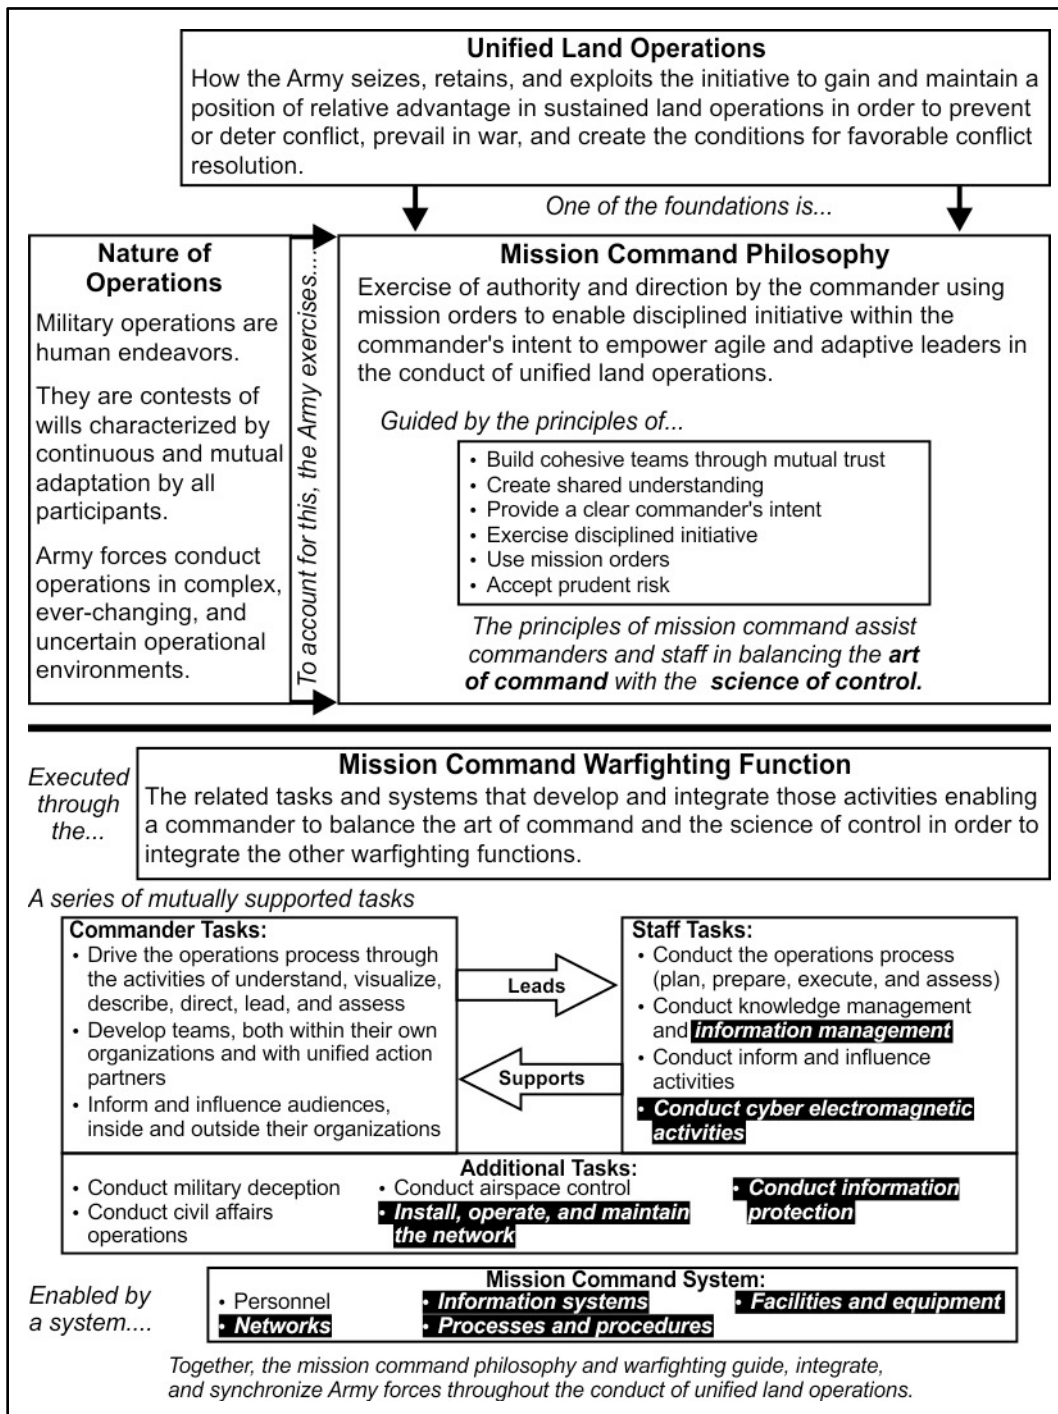 Unified Land Operations
How the Army seizes, retains, and exploits the initiative to gain and maintain a
position of relative advantage in sustained land operations in order to prevent
or deter conflict, prevail in war, and create the conditions for favorable conflict
resolution.
One of the foundations is...
Nature of
Operations
Military operations are
human endeavors.
They are contests of
wills characterized by
continuous and mutual
adaptation by all
participants.
Army forces conduct
operations in complex,
ever-changing, and
uncertain operational
environments.
To account for this, the Army exercises....
Mission Command Philosophy
Exercise of authority and direction by the commander using
mission orders to enable disciplined initiative within the
commander's intent to empower agile and adaptive leaders in
the conduct of unified land operations.
Guided by the principles of...
• Build cohesive teams through mutual trust
• Create shared understanding
• Provide a clear commander's intent
• Exercise disciplined initiative
• Use mission orders
• Accept prudent risk
The principles of mission command assist
commanders and staff in balancing the art
of command with the science of control.
Executed
through
the...
Mission Command Warfighting Function
The related tasks and systems that develop and integrate those activities enabling
a commander to balance the art of command and the science of control in order to
integrate the other warfighting functions.
A series of mutually supported tasks
Commander Tasks:
• Drive the operations process through
the activities of understand, visualize,
describe, direct, lead, and assess
• Develop teams, both within their own
organizations and with unified action
partners
• Inform and influence audiences,
inside and outside their organizations
Leads
Supports
Staff Tasks:
• Conduct the operations process
(plan, prepare, execute, and assess)
• Conduct knowledge management
and information management
• Conduct inform and influence
activities
• Conduct cyber electromagnetic
activities
Additional Tasks:
• Conduct military deception
• Conduct civil affairs
operations
• Conduct airspace control
• Install, operate, and maintain
the network
• Conduct information
protection
Enabled by
a system....
Mission Command System:
• Personnel
• Networks
• Information systems
• Processes and procedures
• Facilities and equipment
Together, the mission command philosophy and warfighting guide, integrate,
and synchronize Army forces throughout the conduct of unified land operations.